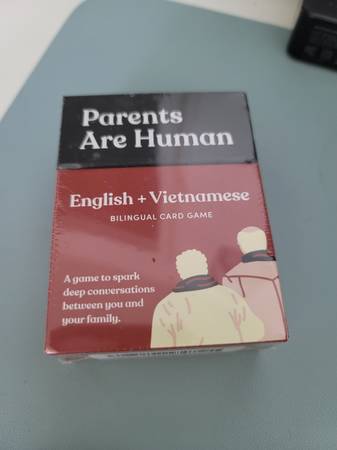 Parents
Are Human
English + Vietnamese
BILINGUAL CARD GAME
A game to spark
deep conversations
between you and
your family.